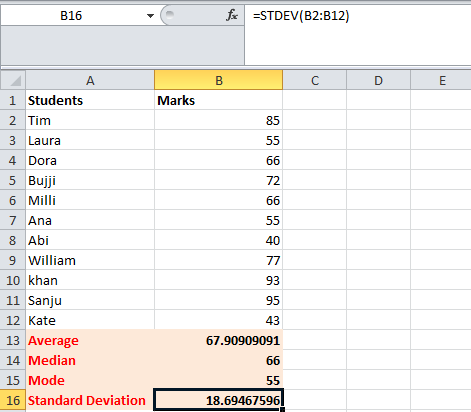 B16 fx =STDEV(B2:B12)
A B C D E
1 Students Marks
2 Tim 85
3 Laura 55
4 Dora 66
5 Bujji 72
6 Milli 66
7 Ana 55
8 Abi 40
9 William 77
10 khan 93
11 Sanju 95
12 Kate 43
13 Average 67.90909091
14 Median 66
15 Mode 55
16 Standard Deviation 18.69467596